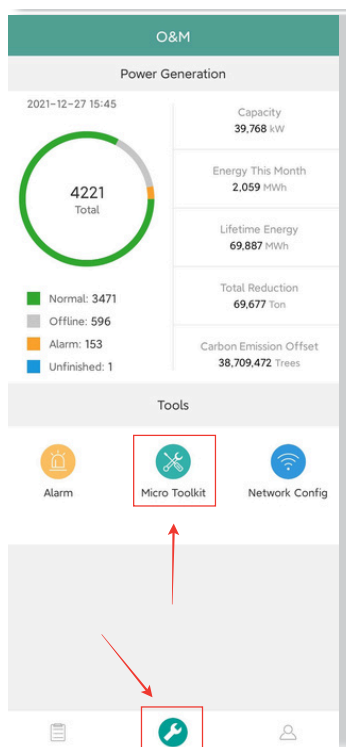 O&M
Power Generation
2021-12-27 15:45
4221
Total
Normal: 3471
Offline: 596
Alarm: 153
Unfinished: 1
Capacity
39,768 kW
Energy This Month
2,059 MWh
Lifetime Energy
69,887 MWh
Total Reduction
69,677 Ton
Carbon Emission Offset
38,709,472 Trees
Tools
Alarm
Micro Toolkit
Network Config